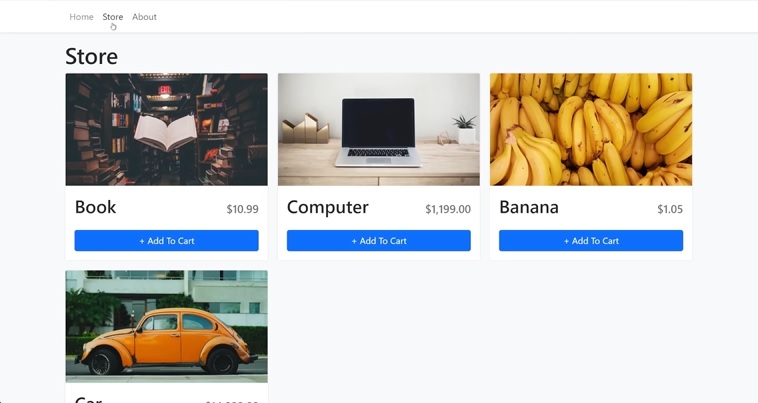 Home Store About
Store
Book $10.99
Computer $1,199.00
Banana $1.05
+ Add To Cart
+ Add To Cart
+ Add To Cart
Car